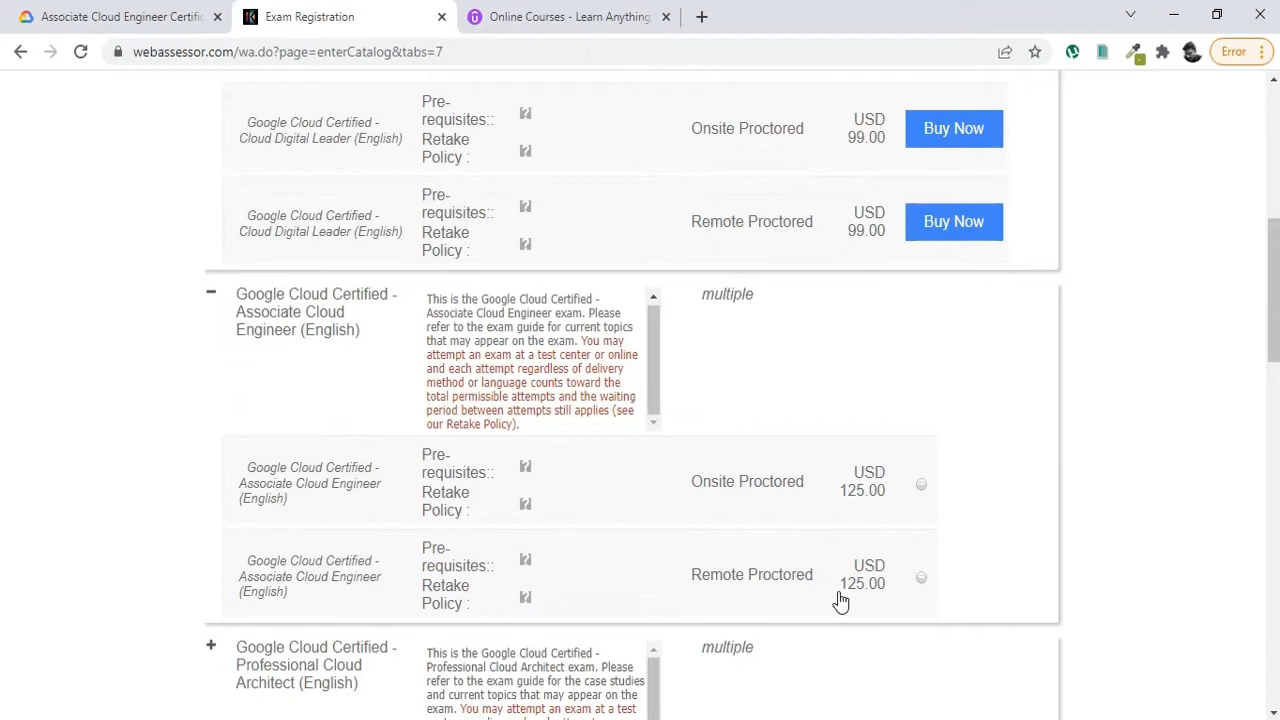 Associate Cloud Engineer Certific
Exam Registration
Online Courses - Learn Anything,
webassessor.com/wa.do?page=enterCatalog&tabs=7
Error
Google Cloud Certified -
Cloud Digital Leader (English)
Pre-
requisites::
Retake
Policy :
Onsite Proctored
USD
99.00
Buy Now
Google Cloud Certified -
Cloud Digital Leader (English)
Pre-
requisites::
Retake
Policy :
Remote Proctored
USD
99.00
Buy Now
Google Cloud Certified -
Associate Cloud
Engineer (English)
This is the Google Cloud Certified -
Associate Cloud Engineer exam. Please
refer to the exam guide for current topics
that may appear on the exam. You may
attempt an exam at a test center or online
and each attempt regardless of delivery
method or language counts toward the
total permissible attempts and the waiting
period between attempts still applies (see
our Retake Policy).
multiple
Google Cloud Certified -
Associate Cloud Engineer
(English)
Pre-
requisites::
Retake
Policy :
Onsite Proctored
USD
125.00
Google Cloud Certified -
Associate Cloud Engineer
(English)
Pre-
requisites::
Retake
Policy :
Remote Proctored
USD
125.00
Google Cloud Certified -
Professional Cloud
Architect (English)
This is the Google Cloud Certified -
Professional Cloud Architect exam. Please
refer to the exam guide for the case studies
and current topics that may appear on the
exam. You may attempt an exam at a test
multiple